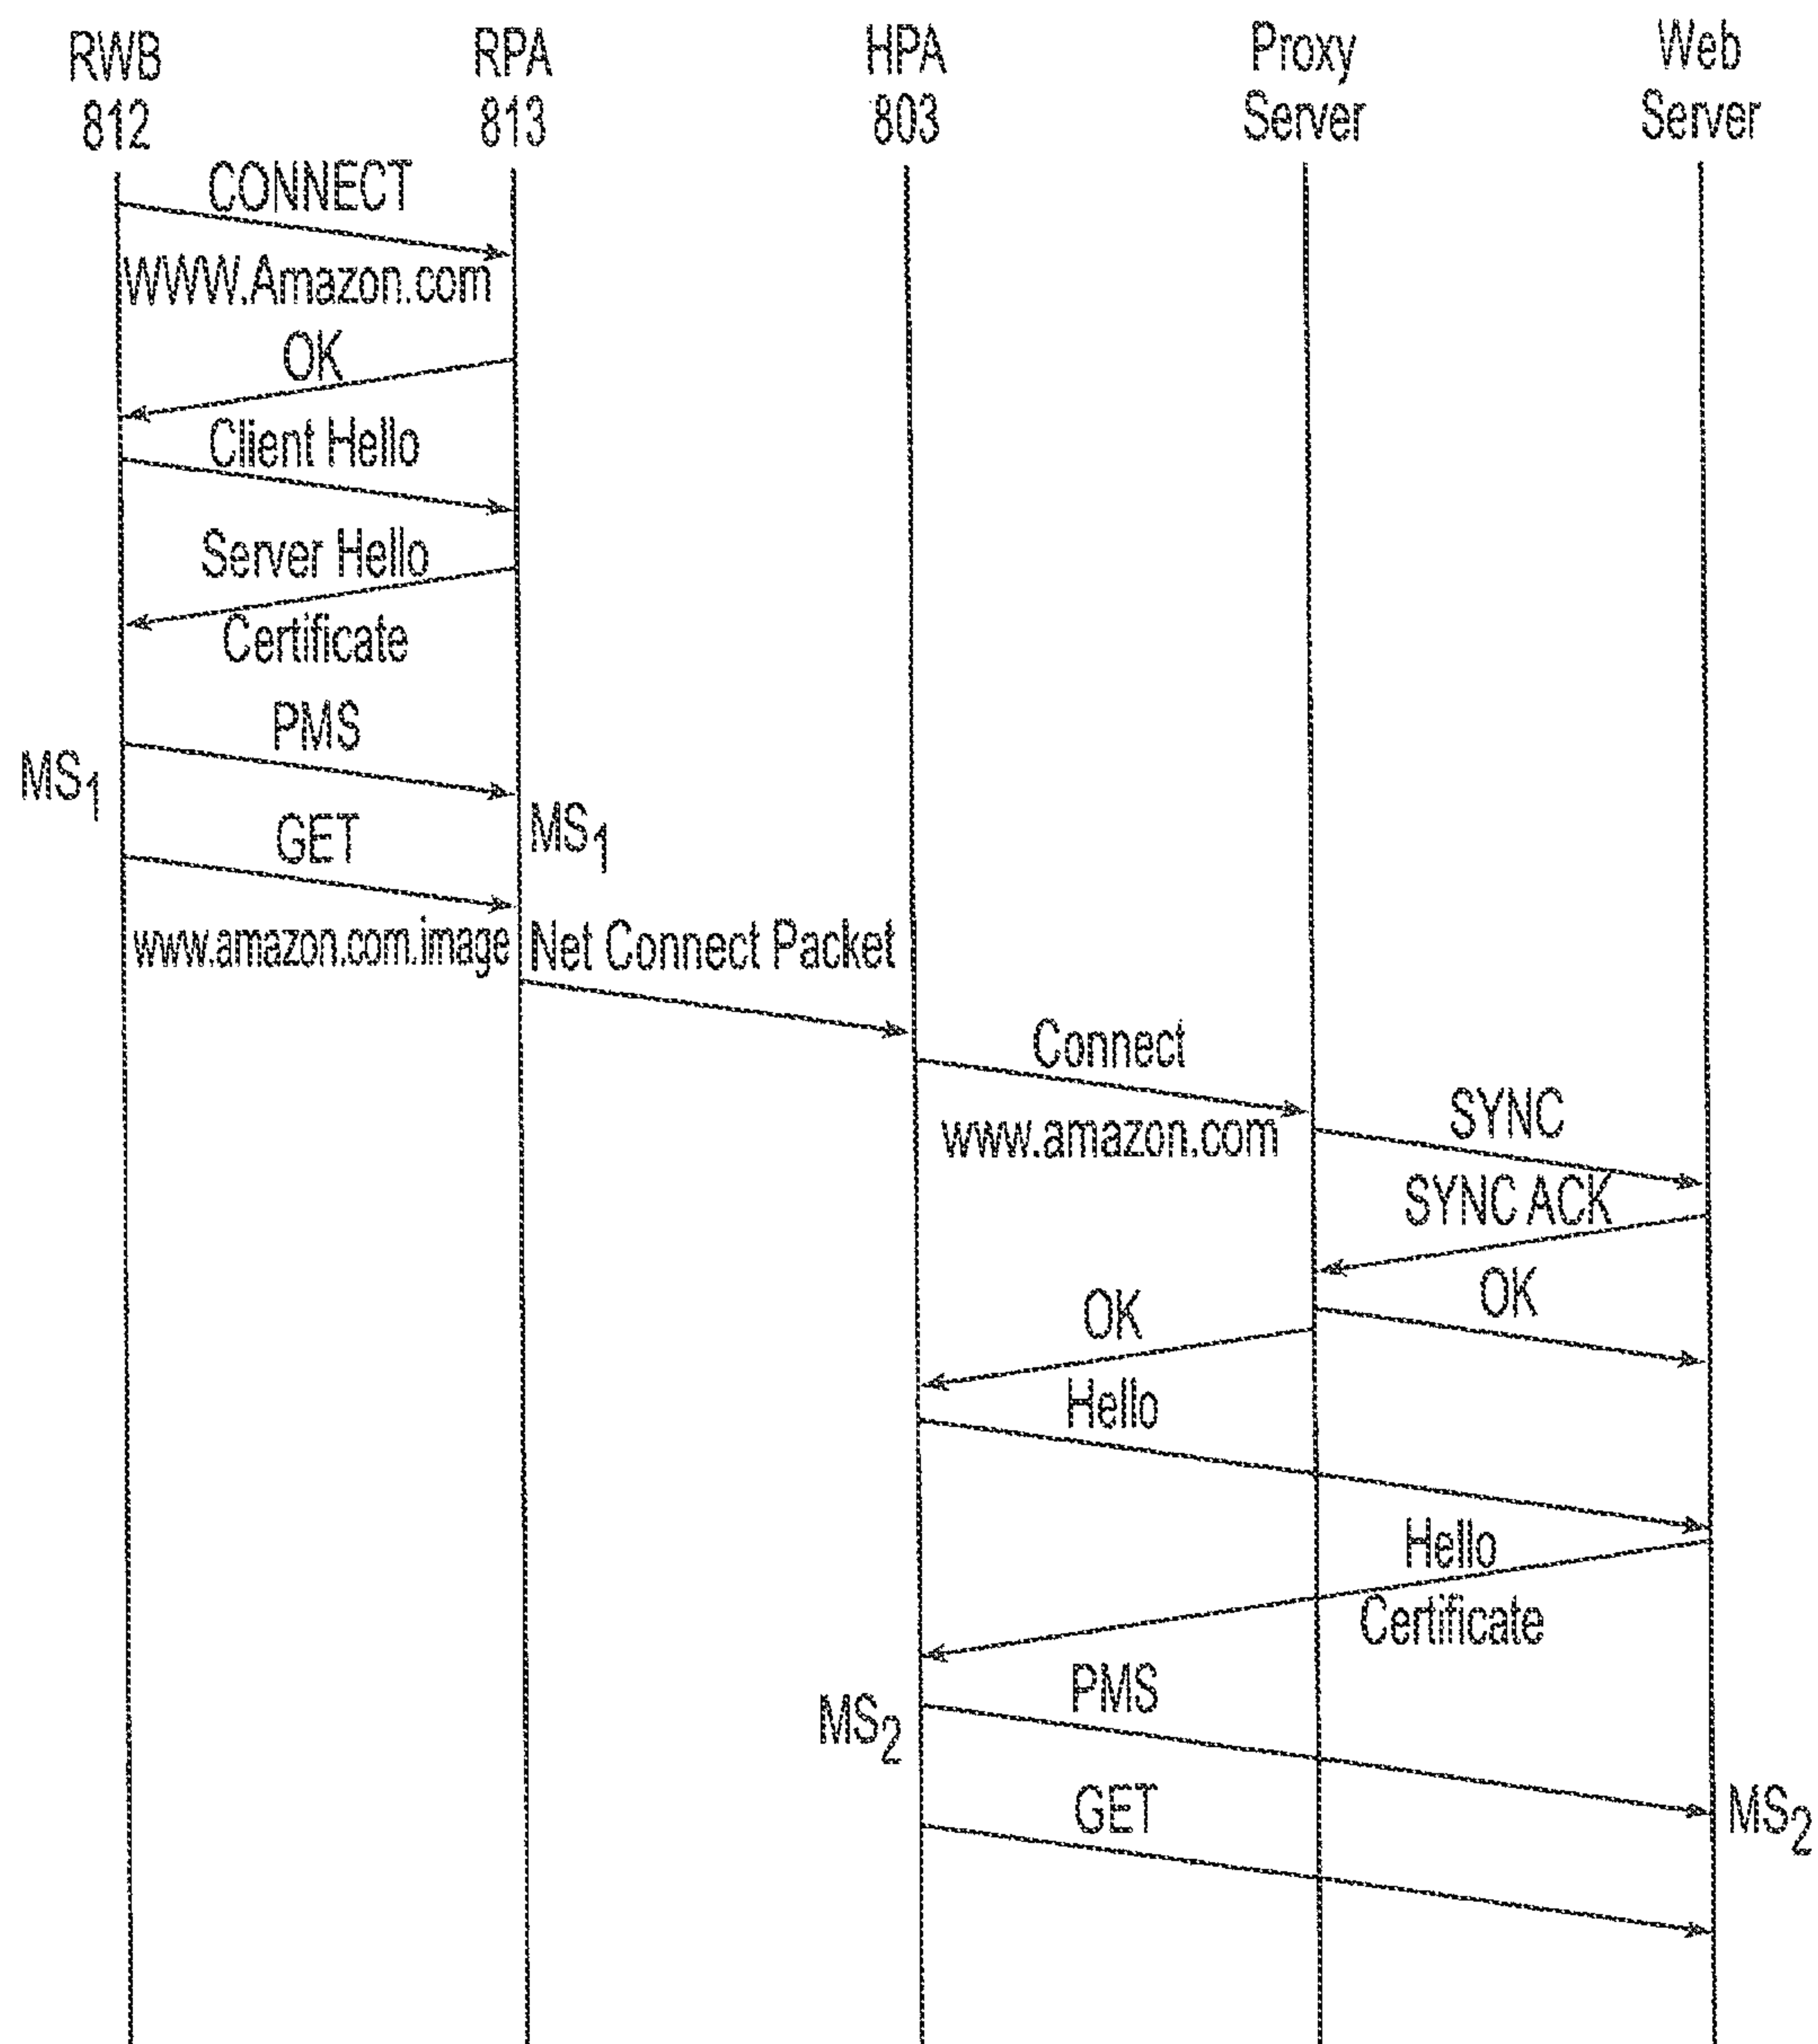 RWB
812
RPA
813
HPA
803
Proxy
Server
Web
Server
CONNECT
WWW.Amazon.com
OK
Client Hello
Server Hello
Certificate
PMS
MS1
MS1
GET
www.amazon.com.image
Net Connect Packet
Connect
www.amazon.com
SYNC
SYNC ACK
OK
OK
Hello
Hello
Certificate
PMS
MS2
GET
MS2